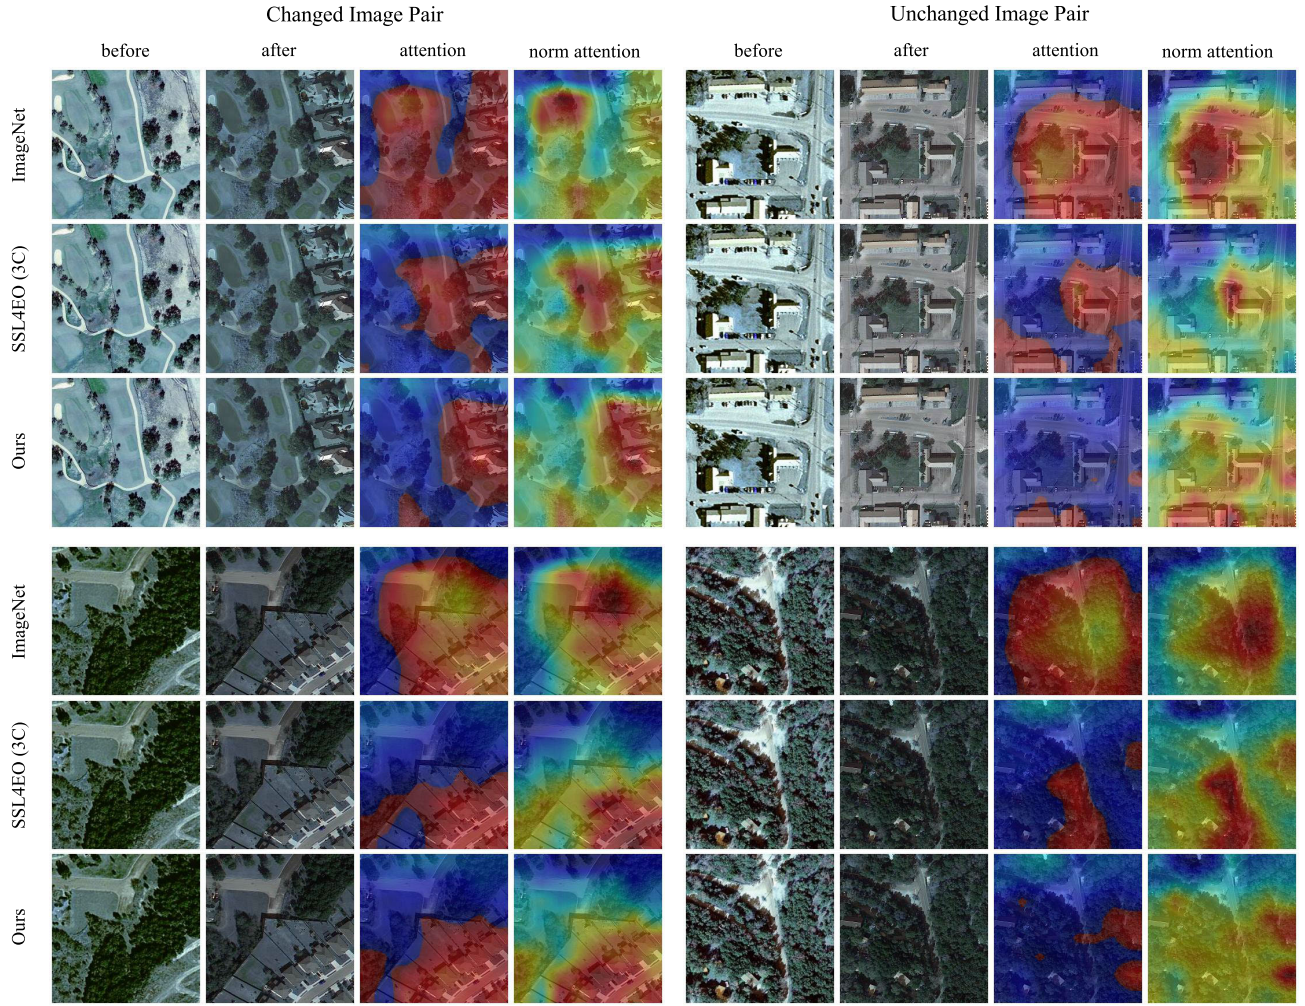 Changed Image Pair Unchanged Image Pair
before after attention norm attention before after attention norm attention
ImageNet
SSL4EO (3C)
Ours
ImageNet
SSL4EO (3C)
Ours